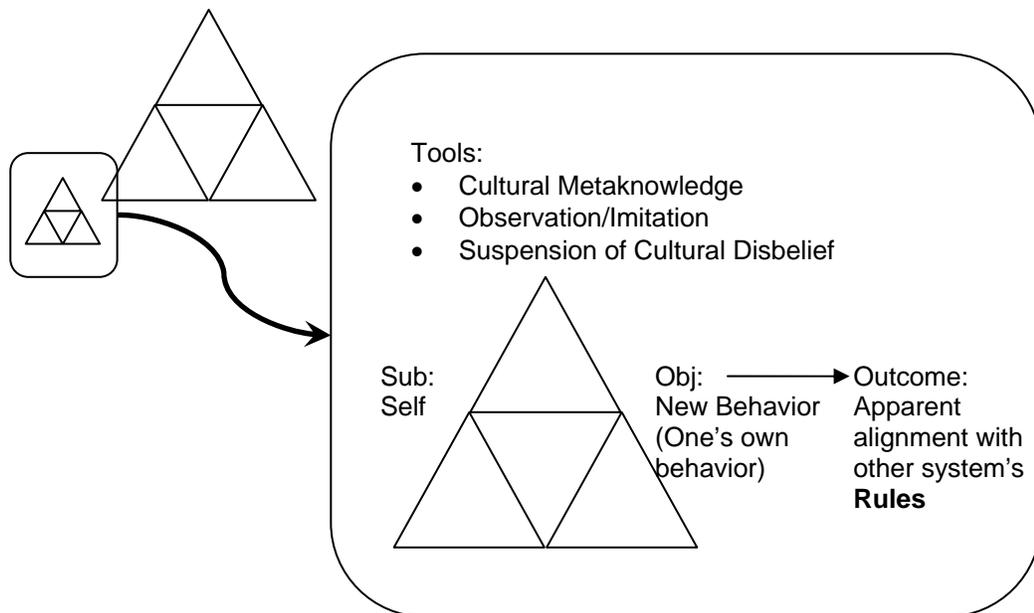 Tools:
• Cultural Metaknowledge
• Observation/Imitation
• Suspension of Cultural Disbelief
Sub:
Self
Obj:
New Behavior
(One's own
behavior)
Outcome:
Apparent
alignment with
other system's
Rules